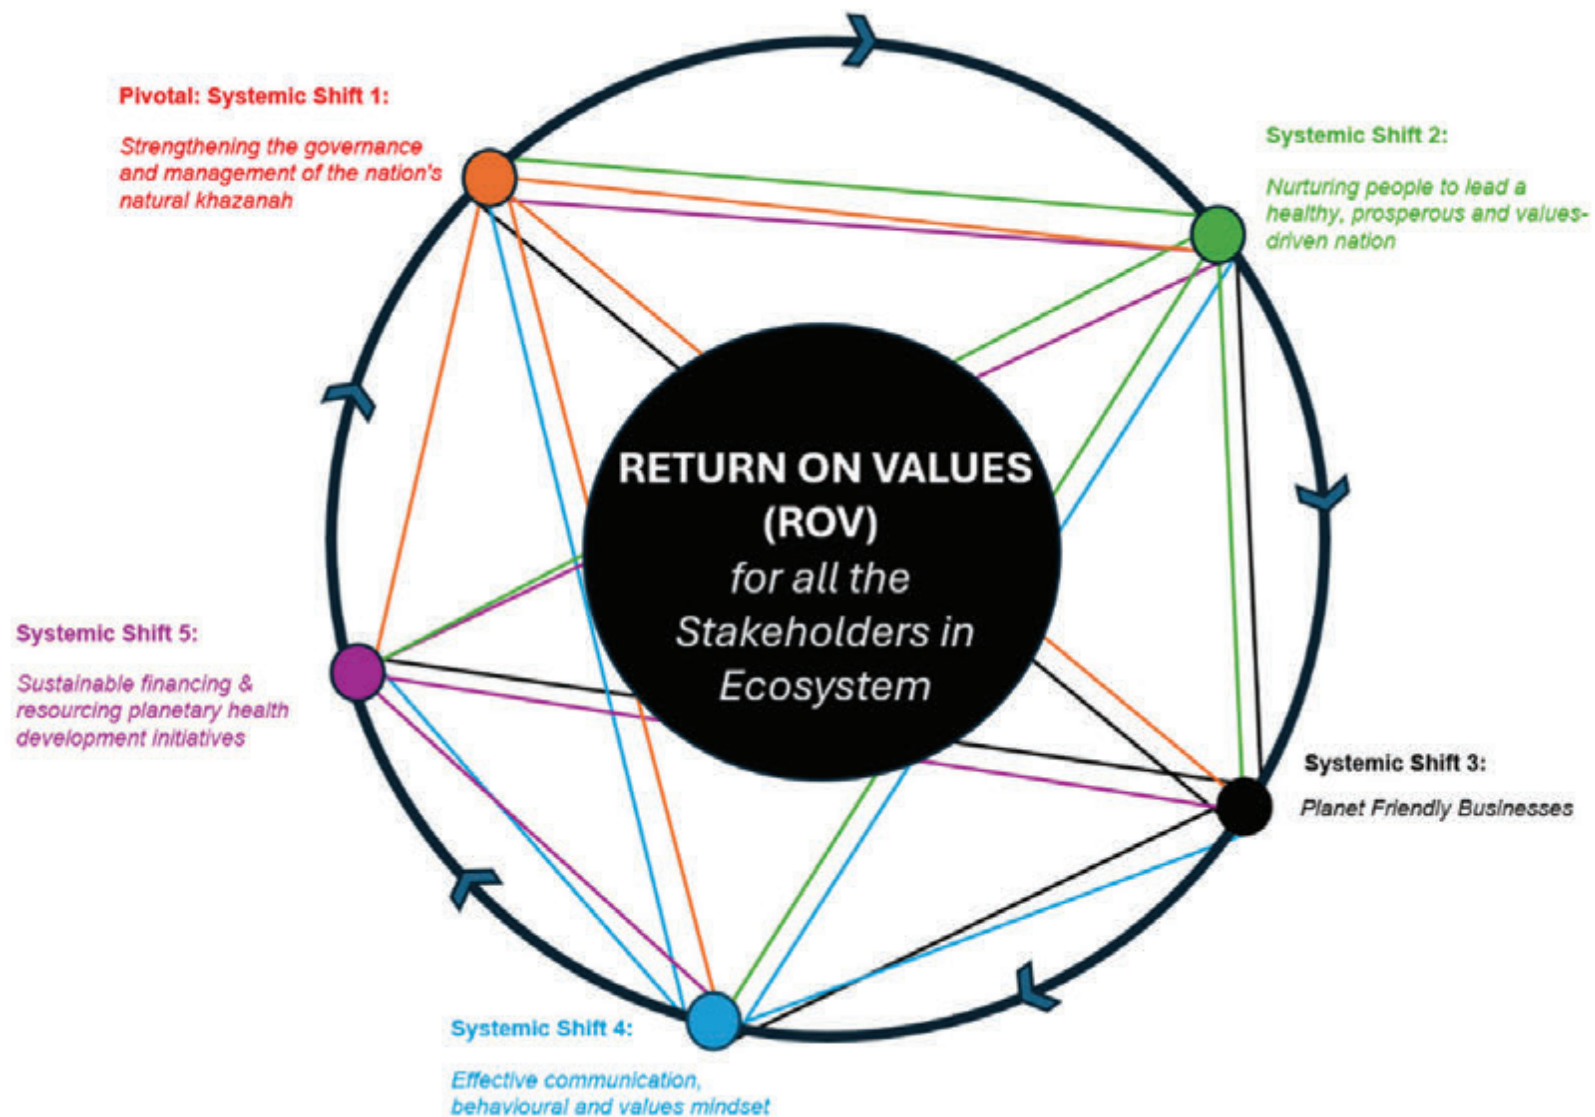 Pivotal: Systemic Shift 1:
Strengthening the governance
and management of the nation's
natural khazanah
Systemic Shift 2:
Nurturing people to lead a
healthy, prosperous and values-
driven nation
RETURN ON VALUES
(ROV)
for all the
Stakeholders in
Ecosystem
Systemic Shift 5:
Sustainable financing &
resourcing planetary health
development initiatives
Systemic Shift 3:
Planet Friendly Businesses
Systemic Shift 4:
Effective communication,
behavioural and values mindset